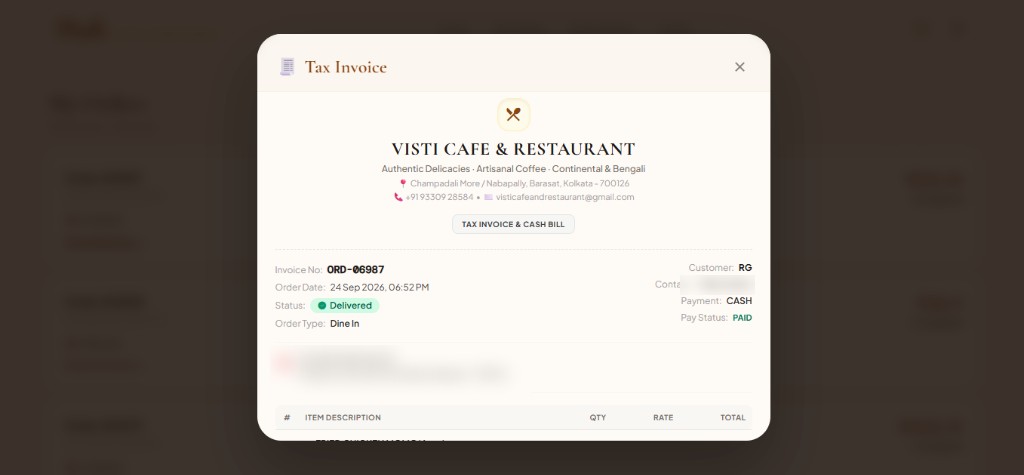 Tax Invoice
VISTI CAFE & RESTAURANT
Authentic Delicacies · Artisanal Coffee · Continental & Bengali
Champadali More / Nabapally, Barasat, Kolkata - 700126
+91 93309 28584 • visticafeandrestaurant@gmail.com
TAX INVOICE & CASH BILL
Invoice No: ORD-06987
Order Date: 24 Sep 2026, 06:52 PM
Status: Delivered
Order Type: Dine In
Customer: RG
Payment: CASH
Pay Status: PAID
# ITEM DESCRIPTION QTY RATE TOTAL